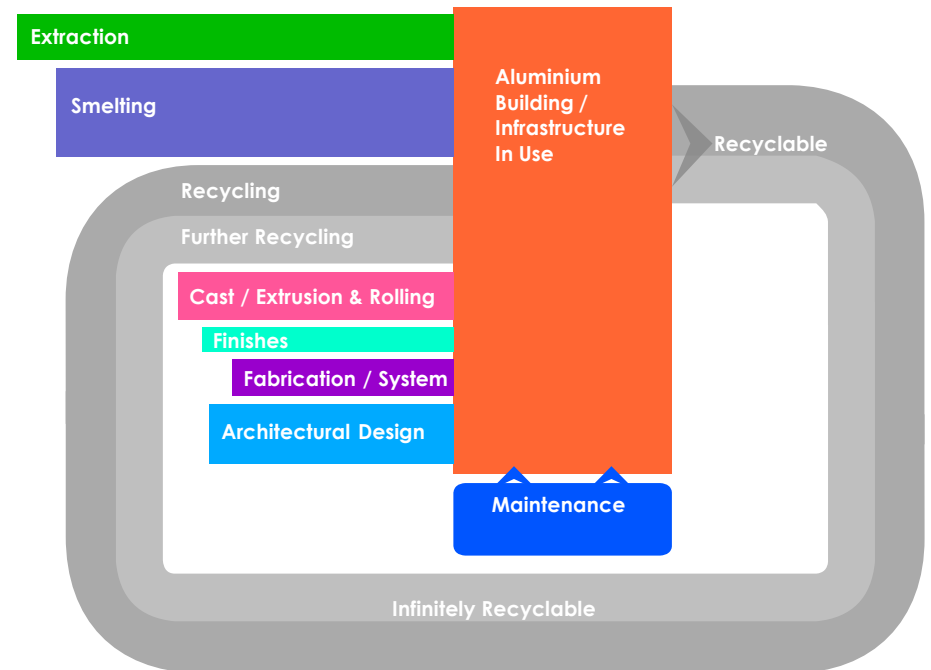 Extraction
Smelting
Aluminium
Building /
Infrastructure
In Use
Recyclable
Recycling
Further Recycling
Cast / Extrusion & Rolling
Finishes
Fabrication / System
Architectural Design
Maintenance
Infinitely Recyclable